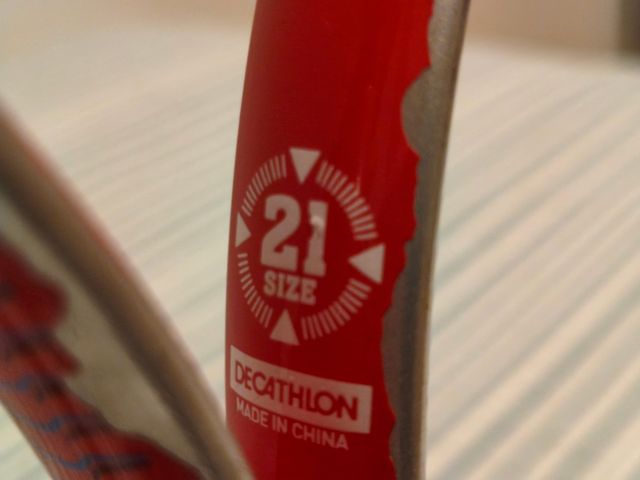 21
SIZE
DECATHLON
MADE IN CHINA